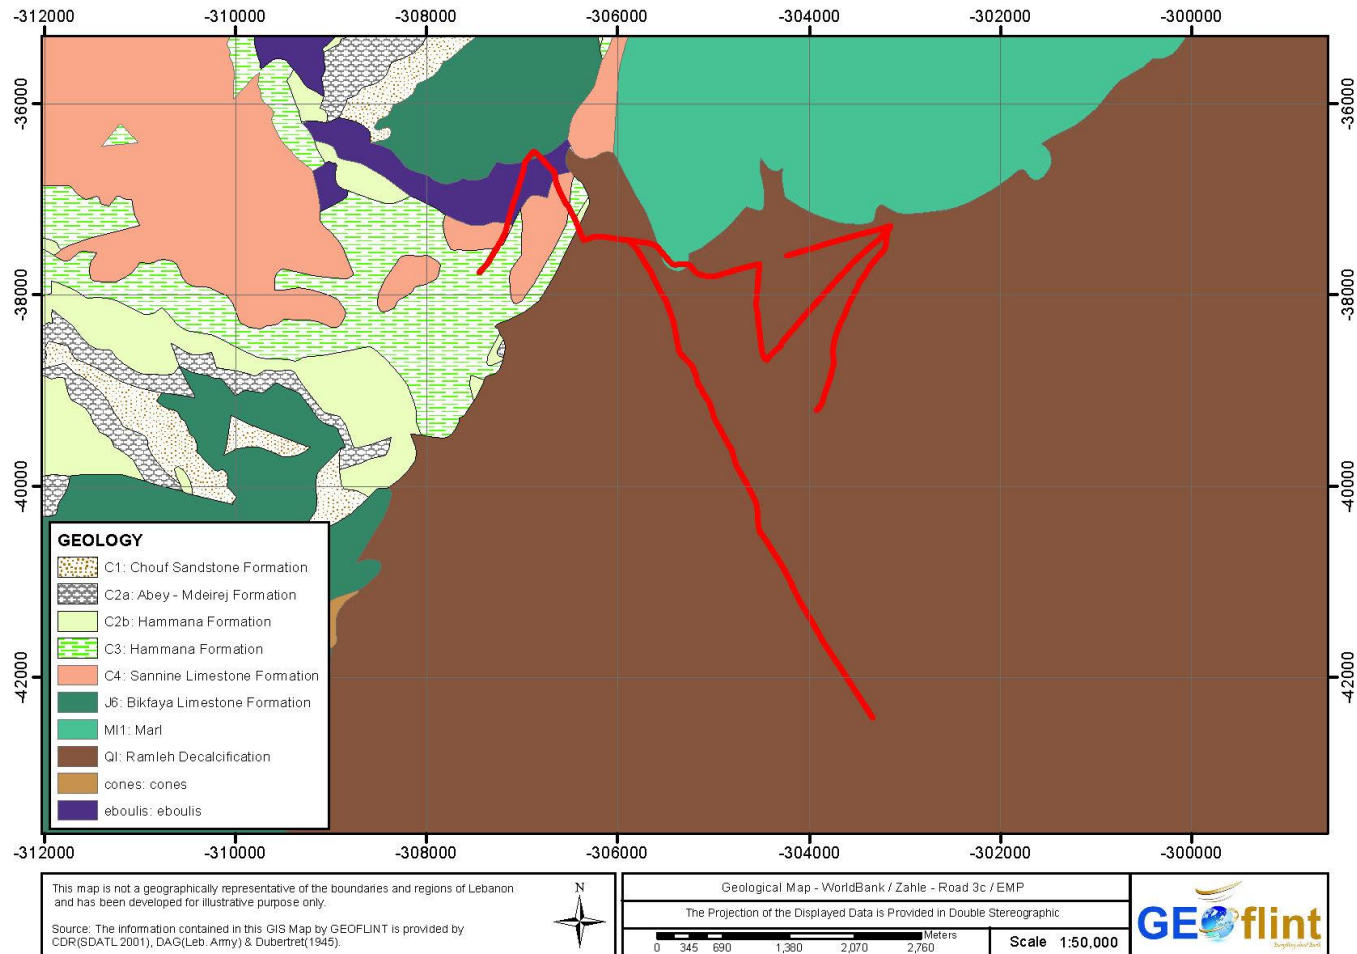 -312000 -310000 -308000 -306000 -304000 -302000 -300000
-36000 -36000
-38000 -38000
-40000 -40000
-42000 -42000
GEOLOGY
C1: Chouf Sandstone Formation
C2a: Abey - Mdeirej Formation
C2b: Hammana Formation
C3: Hammana Formation
C4: Sannine Limestone Formation
J6: Bikfaya Limestone Formation
Ml1: Marl
Ql: Ramleh Decalcification
cones: cones
eboulis: eboulis
-312000 -310000 -308000 -306000 -304000 -302000 -300000
This map is not a geographically representative of the boundaries and regions of Lebanon
and has been developed for illustrative purpose only.
Source: The information contained in this GIS Map by GEOFLINT is provided by
CDR(SDATL 2001), DAG(Leb. Army) & Dubertret(1945).
N
Geological Map - WorldBank / Zahle - Road 3c / EMP
The Projection of the Displayed Data is Provided in Double Stereographic
Meters
0 345 690 1,380 2,070 2,760
Scale 1:50,000
GEOflint